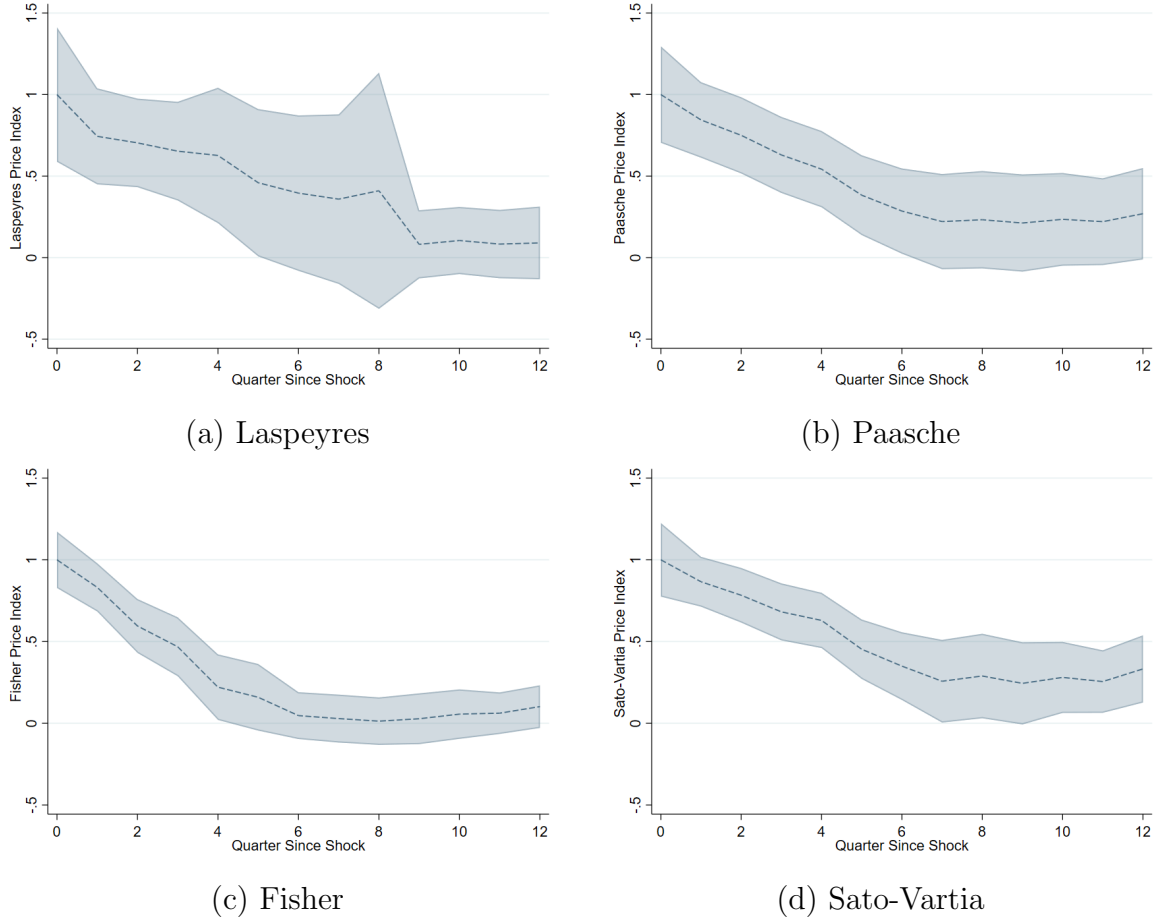 Laspeyres Price Index
1.5
1
.5
0
-.5
0 2 4 6 8 10 12
Quarter Since Shock
(a) Laspeyres
Paasche Price Index
1.5
1
.5
0
-.5
0 2 4 6 8 10 12
Quarter Since Shock
(b) Paasche
Fisher Price Index
1.5
1
.5
0
-.5
0 2 4 6 8 10 12
Quarter Since Shock
(c) Fisher
Sato-Vartia Price Index
1.5
1
.5
0
-.5
0 2 4 6 8 10 12
Quarter Since Shock
(d) Sato-Vartia